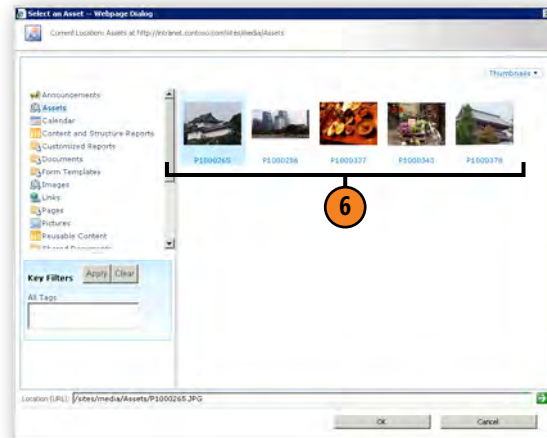 Select an Asset -- Webpage Dialog
Current Location: Assets at http://intranet.contoso.com/sites/media/Assets
Thumbnails
Announcements
Assets
Calendar
Content and Structure Reports
Customized Reports
Documents
Form Templates
Images
Links
Pages
Pictures
Reusable Content
Shared Documents
P1000265 P1000296 P1000337 P1000343 P1000378
6
Key Filters Apply Clear
All Tags
Location (URL): /sites/media/Assets/P1000265.JPG
OK Cancel